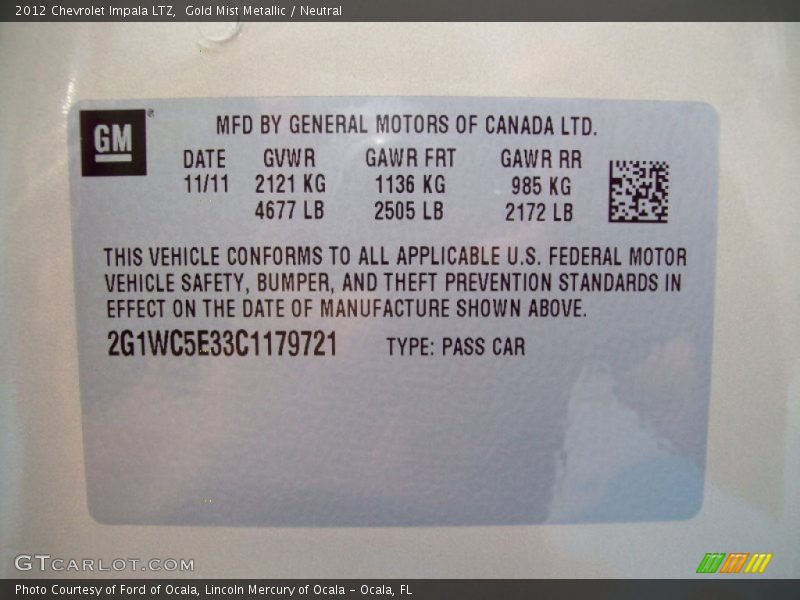 2012 Chevrolet Impala LTZ, Gold Mist Metallic / Neutral
GM ®
MFD BY GENERAL MOTORS OF CANADA LTD.
DATE GVWR GAWR FRT GAWR RR
11/11 2121 KG 1136 KG 985 KG
4677 LB 2505 LB 2172 LB
THIS VEHICLE CONFORMS TO ALL APPLICABLE U.S. FEDERAL MOTOR
VEHICLE SAFETY, BUMPER, AND THEFT PREVENTION STANDARDS IN
EFFECT ON THE DATE OF MANUFACTURE SHOWN ABOVE.
2G1WC5E33C1179721 TYPE: PASS CAR
GTCARLOT.COM
Photo Courtesy of Ford of Ocala, Lincoln Mercury of Ocala - Ocala, FL